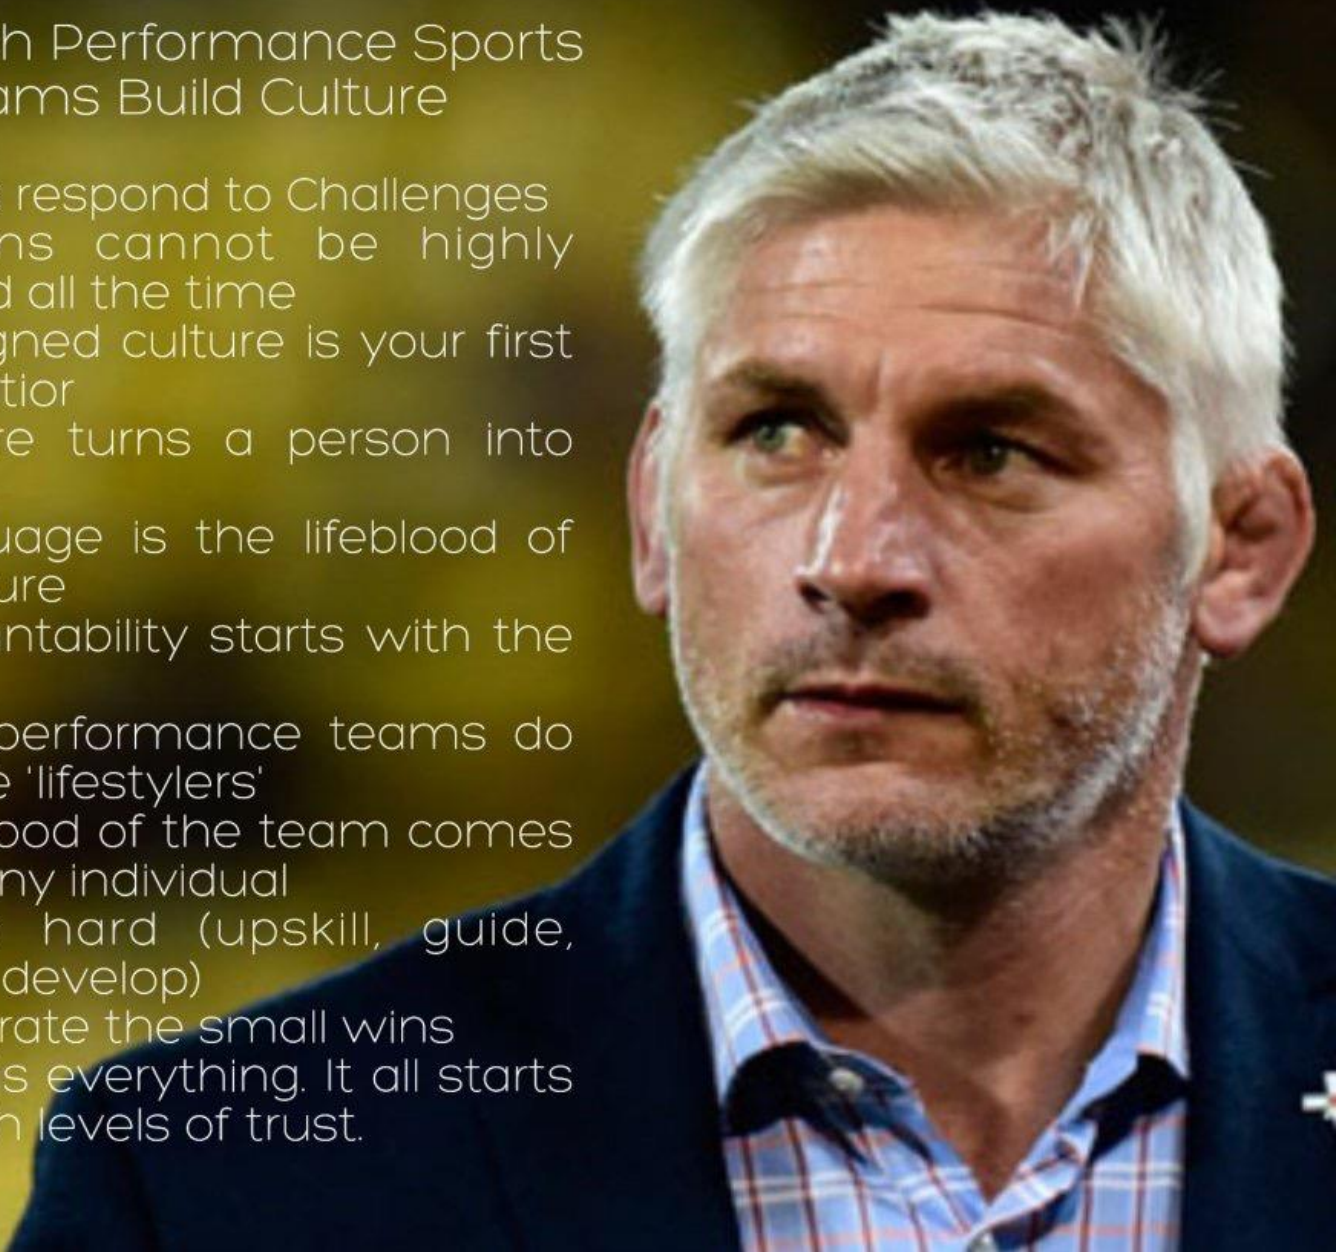 h Performance Sports
ams Build Culture
respond to Challenges
ns cannot be highly
d all the time
gned culture is your first
tior
re turns a person into
uage is the lifeblood of
ure
ntability starts with the
performance teams do
e 'lifestylers'
ood of the team comes
ny individual
hard (upskill, guide,
develop)
rate the small wins
s everything. It all starts
h levels of trust.